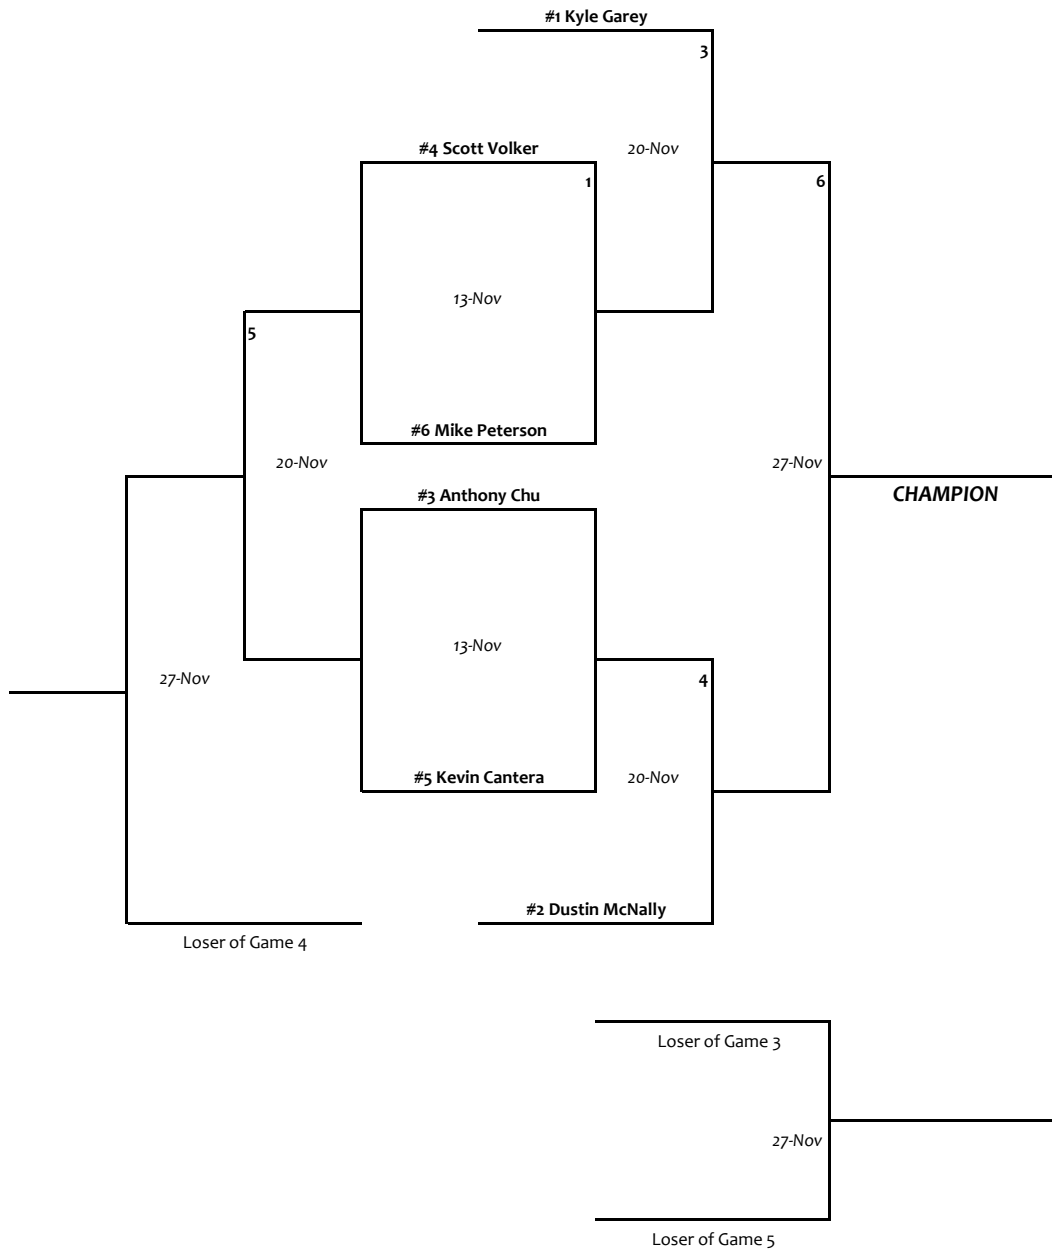 #1 Kyle Garey
3
#4 Scott Volker
20-Nov
1
6
13-Nov
5
#6 Mike Peterson
20-Nov
27-Nov
#3 Anthony Chu
CHAMPION
13-Nov
27-Nov
4
#5 Kevin Cantera
20-Nov
#2 Dustin McNally
Loser of Game 4
Loser of Game 3
27-Nov
Loser of Game 5